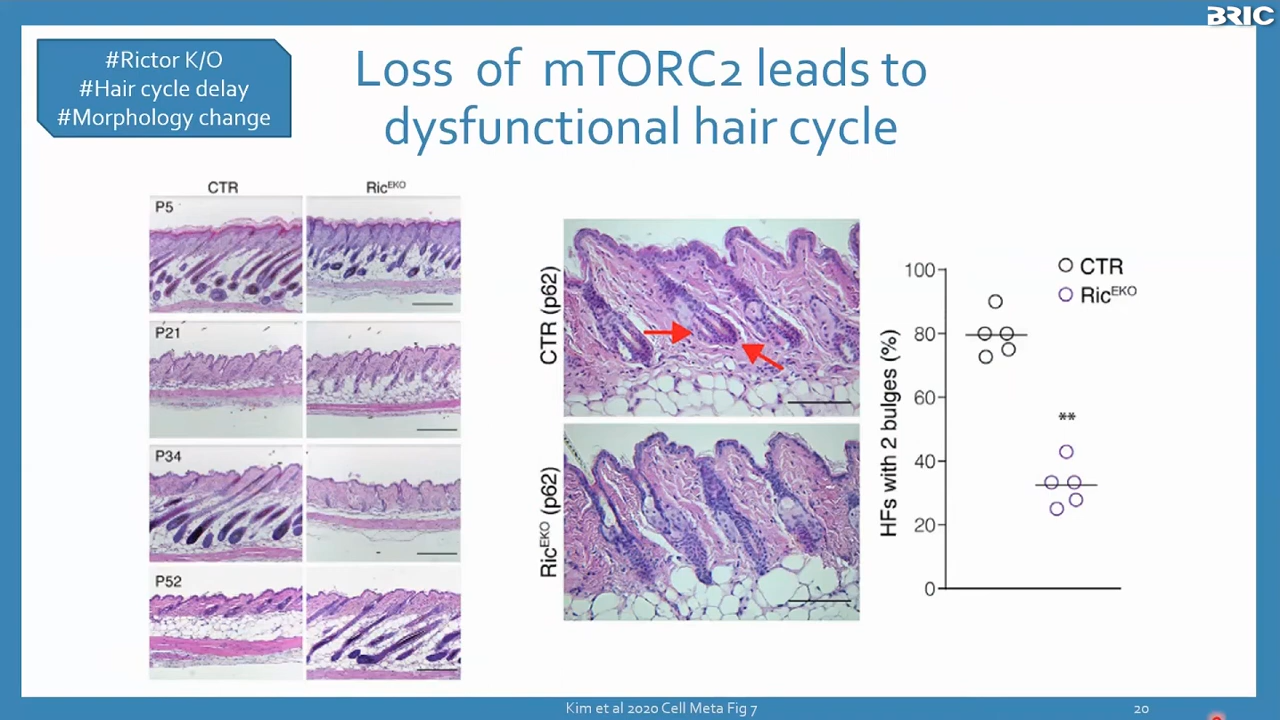 BRIC
#Rictor K/O
#Hair cycle delay
#Morphology change
Loss of mTORC2 leads to
dysfunctional hair cycle
CTR
Ric^EKO
P5
P21
P34
P52
CTR (p62)
Ric^EKO (p62)
HFs with 2 bulges (%)
100
80
60
40
20
0
CTR
Ric^EKO
**
Kim et al 2020 Cell Meta Fig 7
20